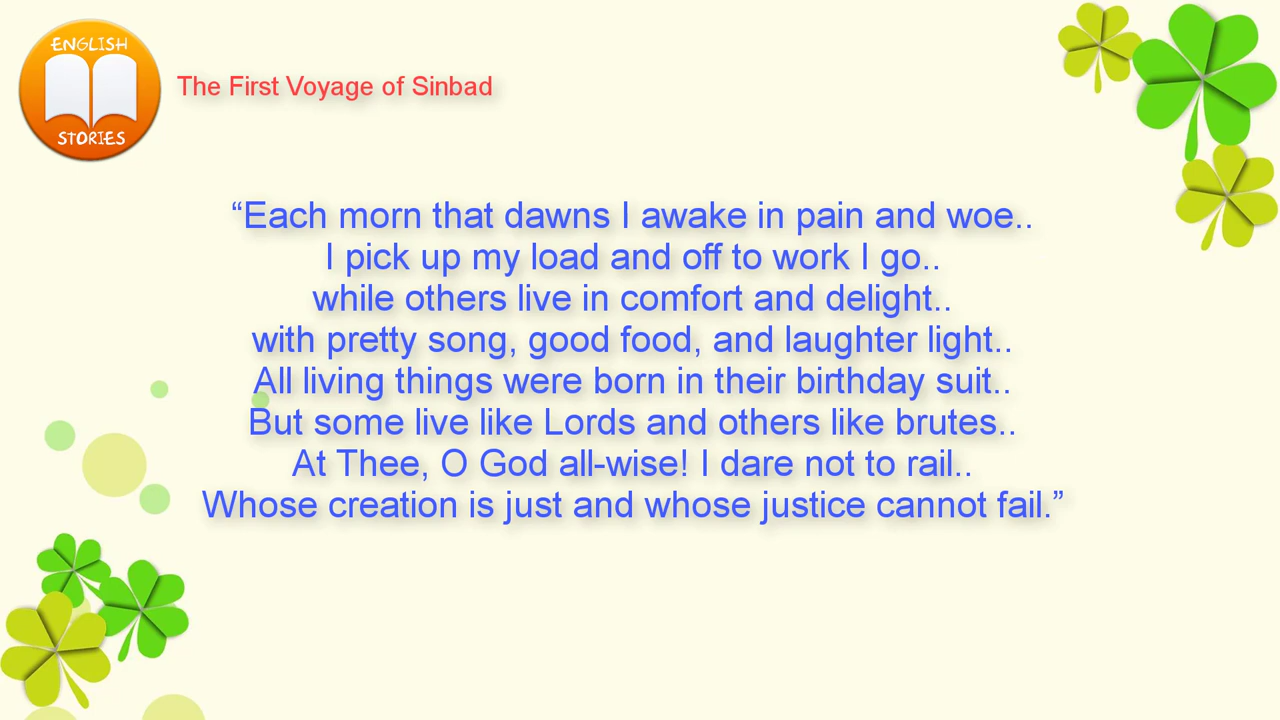 ENGLISH
STORIES
The First Voyage of Sinbad
“Each morn that dawns I awake in pain and woe..
I pick up my load and off to work I go..
while others live in comfort and delight..
with pretty song, good food, and laughter light..
All living things were born in their birthday suit..
But some live like Lords and others like brutes..
At Thee, O God all-wise! I dare not to rail..
Whose creation is just and whose justice cannot fail.”